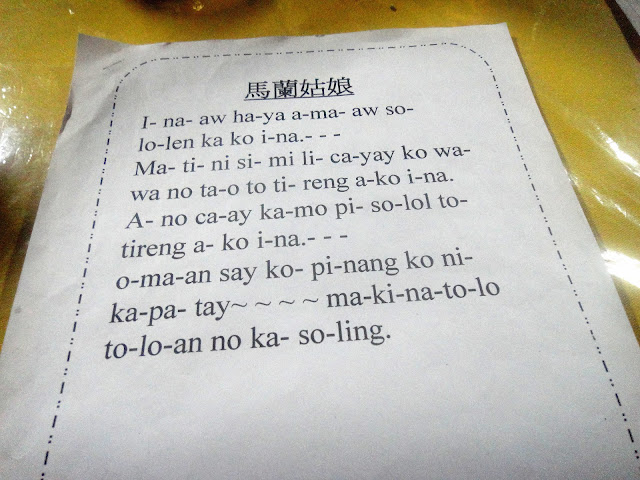 馬蘭姑娘
I- na- aw ha-ya a-ma- aw so-
lo-len ka ko i-na.- - -
Ma- ti- ni si- mi li- ca-yay ko wa-
wa no ta-o to ti- reng a-ko i-na.
A- no ca-ay ka-mo pi- so-lol to-
tireng a- ko i-na.- - -
o-ma-an say ko- pi-nang ko ni-
ka-pa- tay~ ~ ~ ~ ma-ki-na-to-lo
to-lo-an no ka- so-ling.